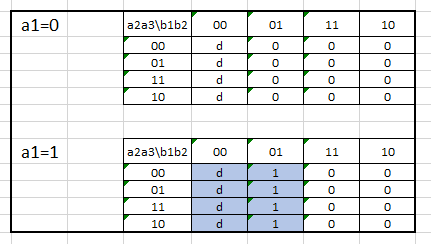 a1=0 a2a3\b1b2 00 01 11 10
00 d 0 0 0
01 d 0 0 0
11 d 0 0 0
10 d 0 0 0
a1=1 a2a3\b1b2 00 01 11 10
00 d 1 0 0
01 d 1 0 0
11 d 1 0 0
10 d 1 0 0